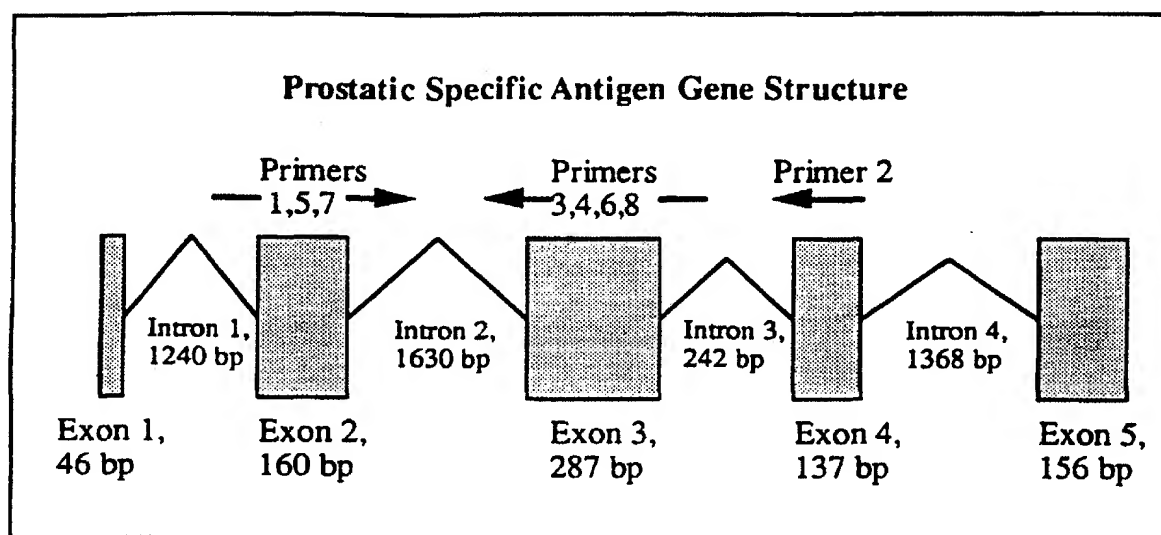 Prostatic Specific Antigen Gene Structure
Primers
1,5,7
Primers
3,4,6,8
Primer 2
Intron 1,
1240 bp
Intron 2,
1630 bp
Intron 3,
242 bp
Intron 4,
1368 bp
Exon 1,
46 bp
Exon 2,
160 bp
Exon 3,
287 bp
Exon 4,
137 bp
Exon 5,
156 bp